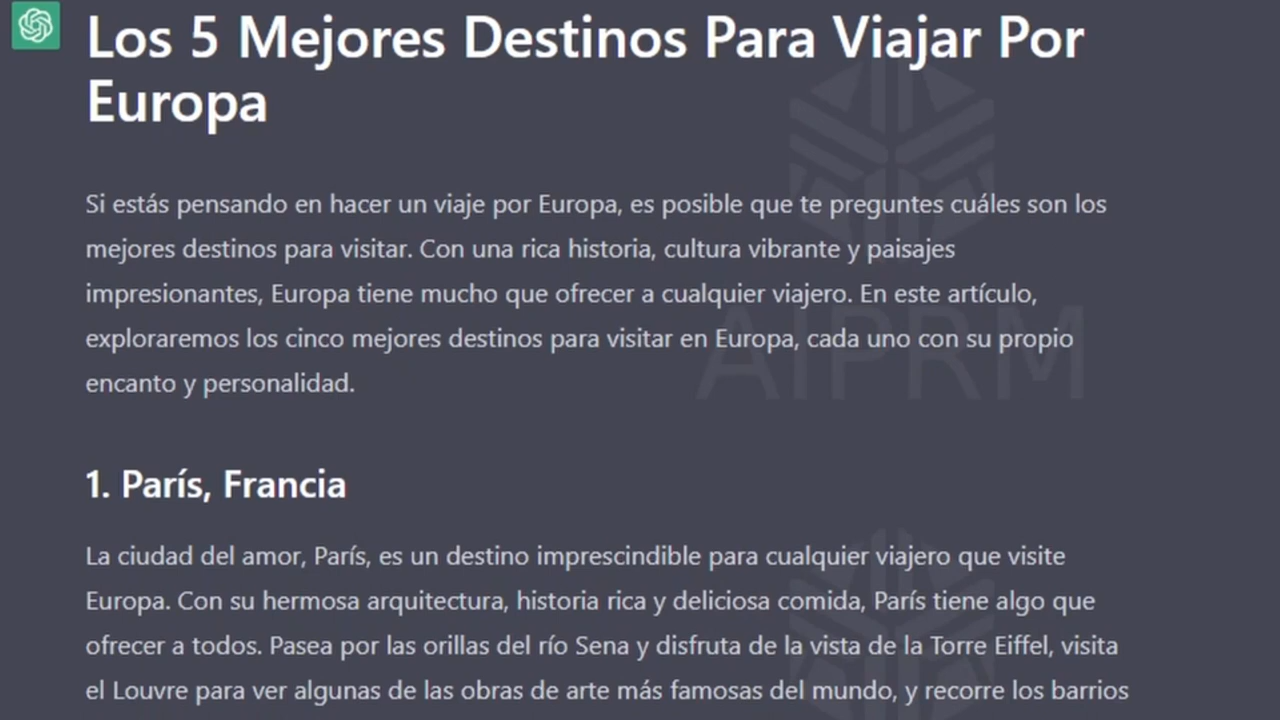 Los 5 Mejores Destinos Para Viajar Por
Europa
Si estás pensando en hacer un viaje por Europa, es posible que te preguntes cuáles son los
mejores destinos para visitar. Con una rica historia, cultura vibrante y paisajes
impresionantes, Europa tiene mucho que ofrecer a cualquier viajero. En este artículo,
exploraremos los cinco mejores destinos para visitar en Europa, cada uno con su propio
encanto y personalidad.
AIPRM
1. París, Francia
La ciudad del amor, París, es un destino imprescindible para cualquier viajero que visite
Europa. Con su hermosa arquitectura, historia rica y deliciosa comida, París tiene algo que
ofrecer a todos. Pasea por las orillas del río Sena y disfruta de la vista de la Torre Eiffel, visita
el Louvre para ver algunas de las obras de arte más famosas del mundo, y recorre los barrios